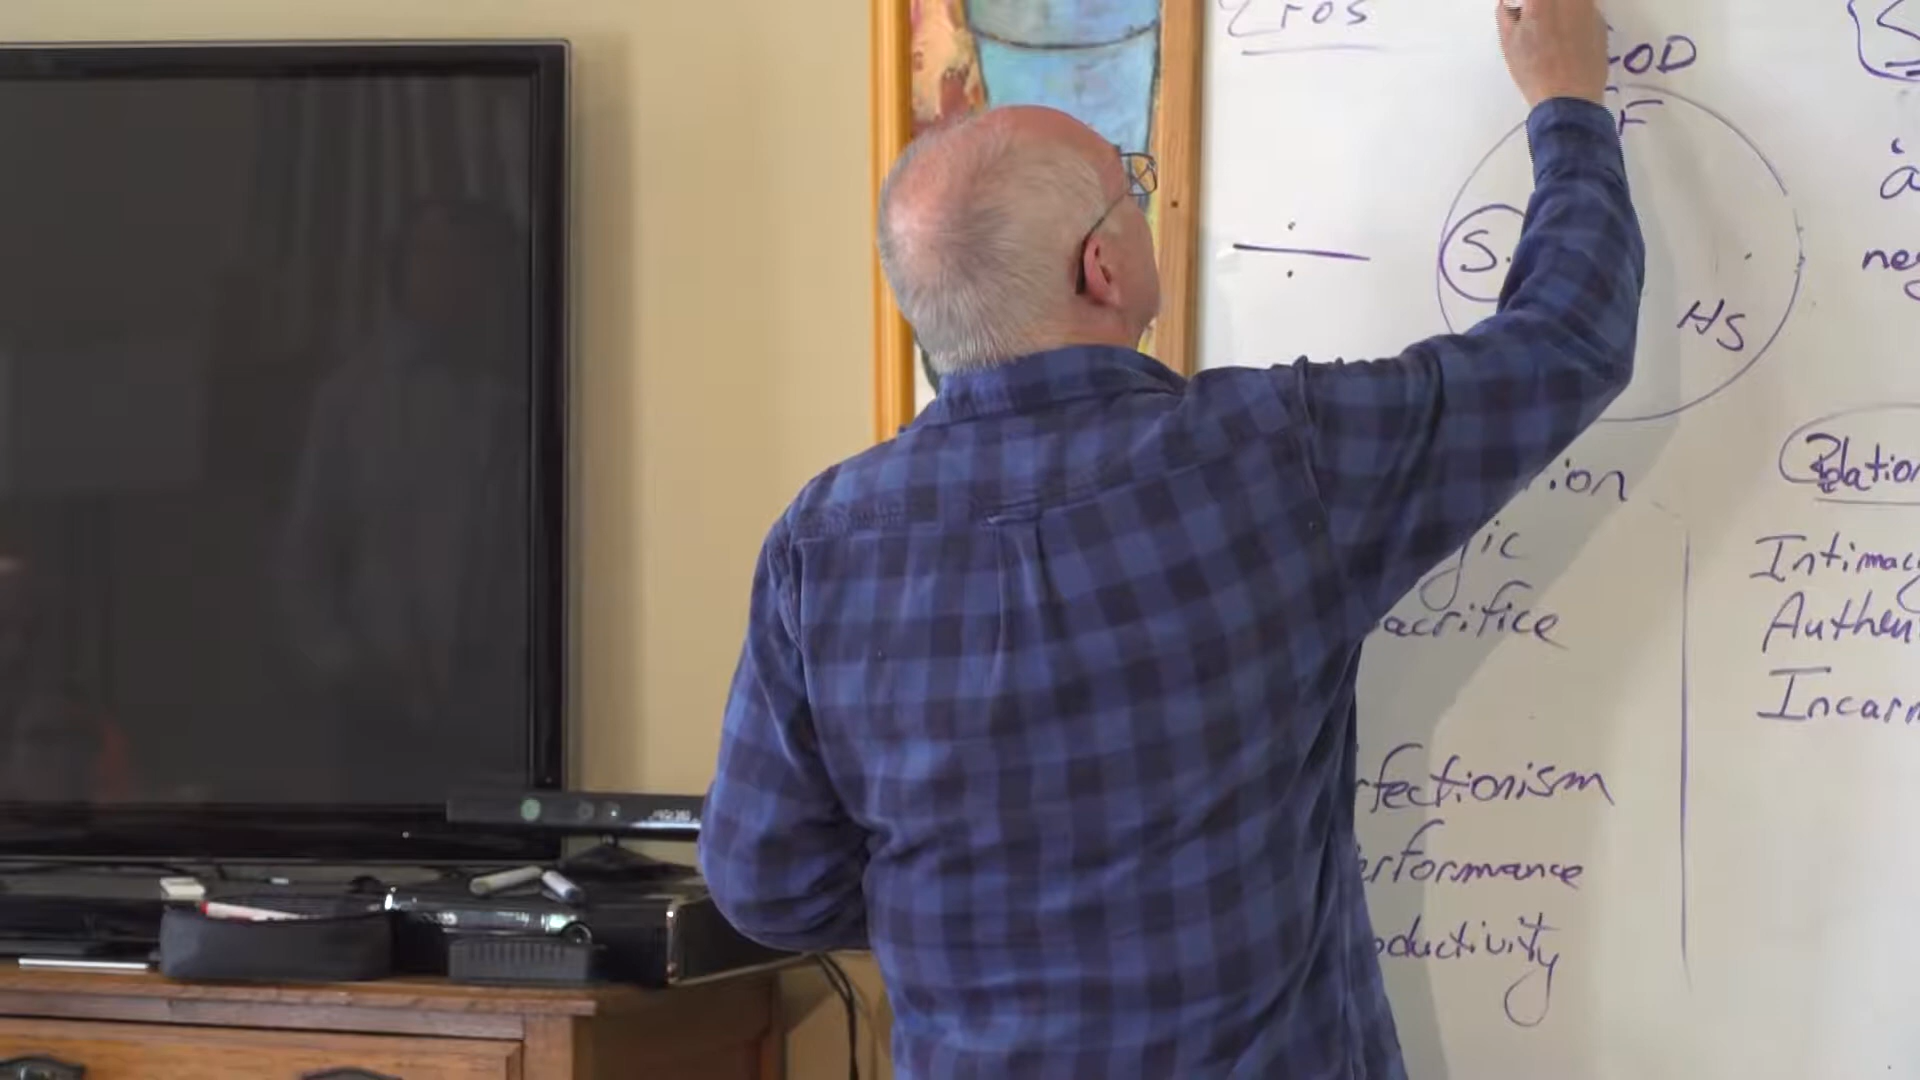 Eros
GOD
F
S.
HS
neg
Relation
Intimacy
Authen
Incarn
ion
gic
acrifice
rfectionism
erformance
oductivity